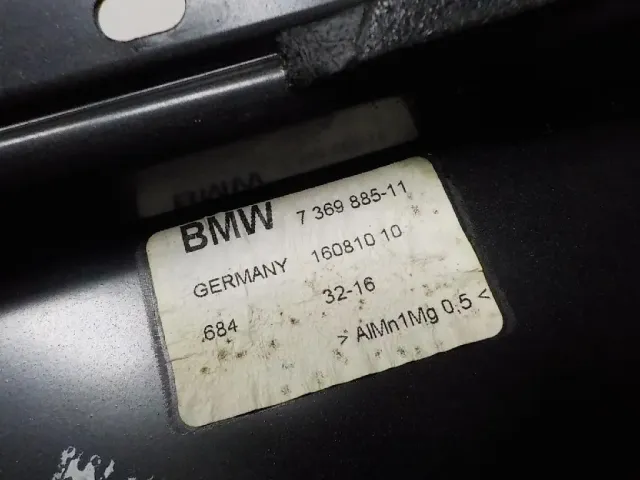 BMW 7 369 885-11
GERMANY 160810 10
684 32-16
> AlMn1Mg 0,5 <